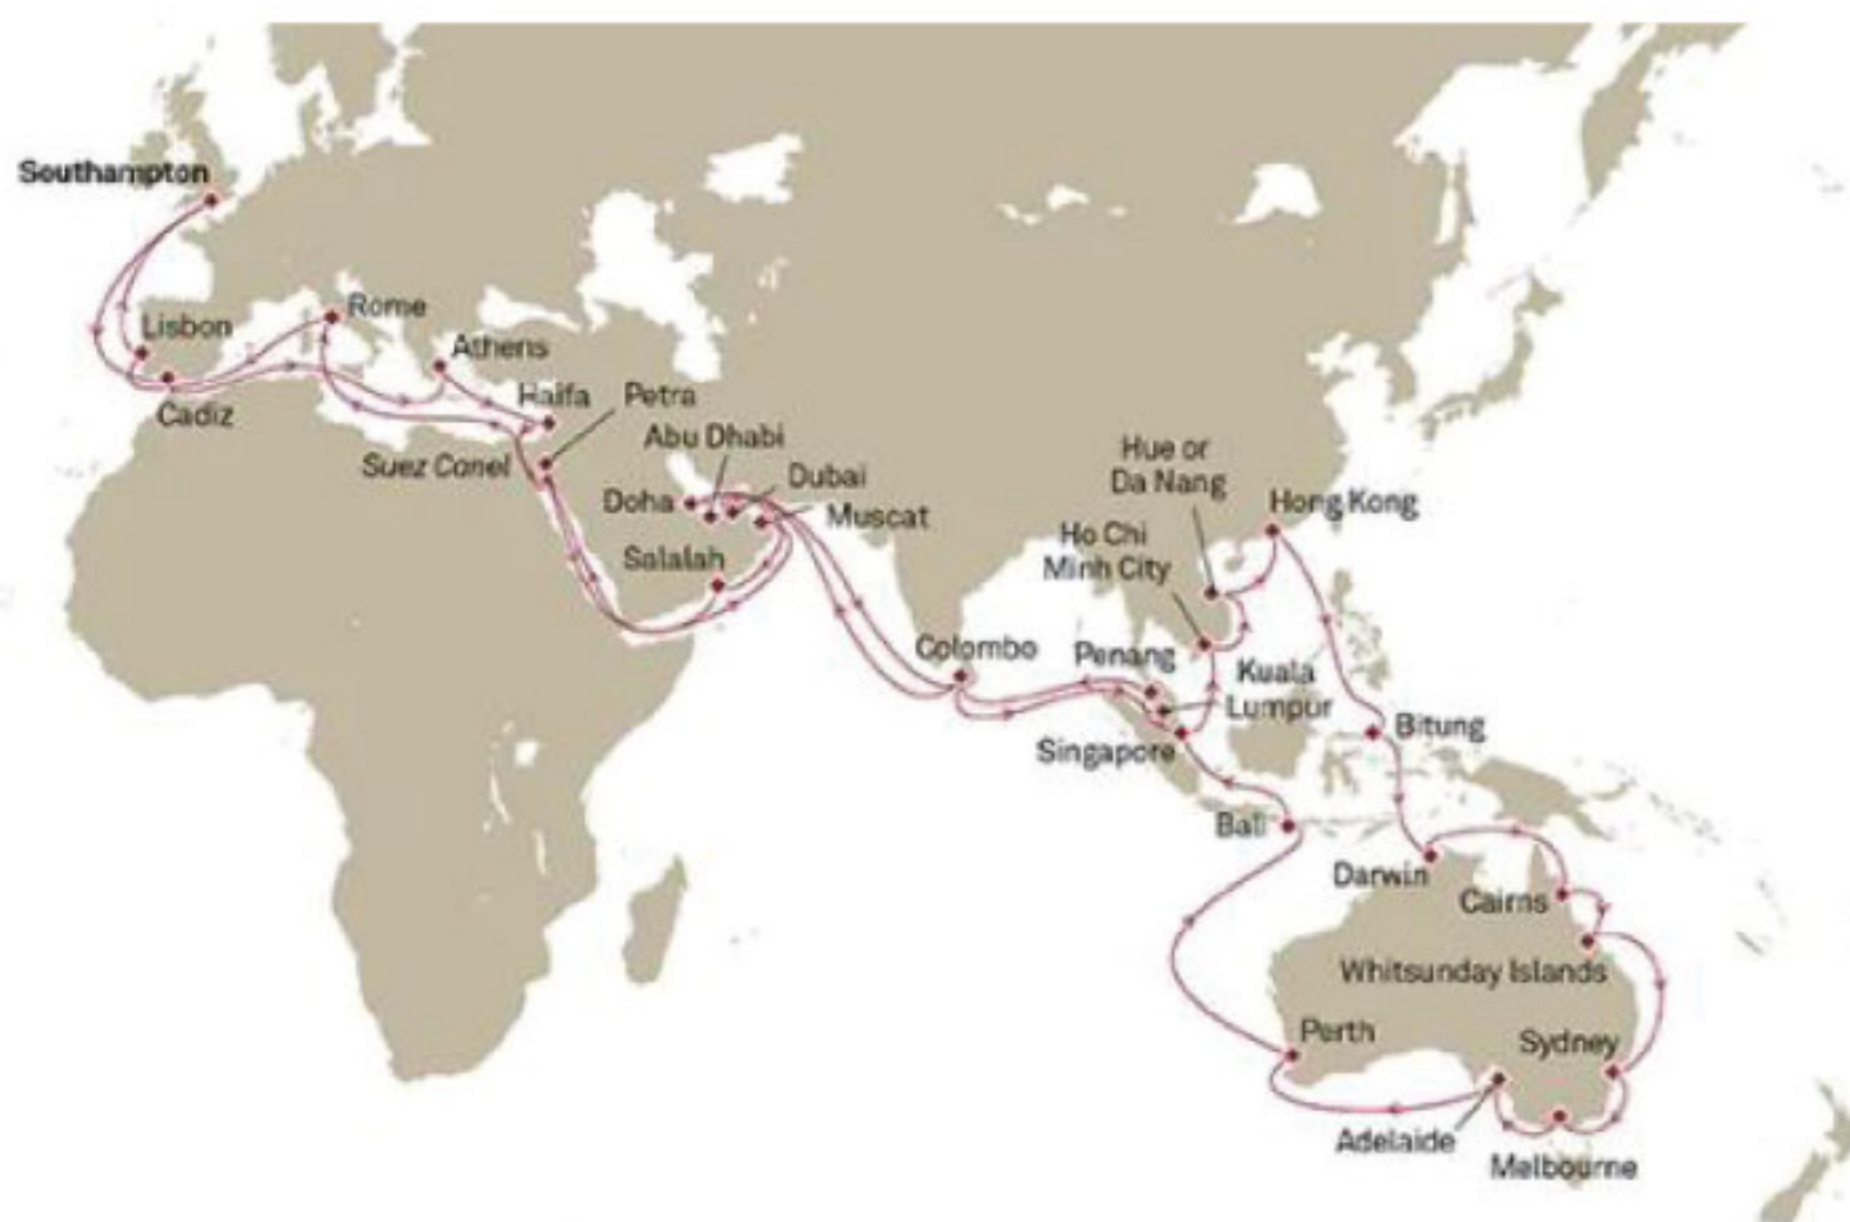 Southampton
Rome
Lisbon
Athens
Haifa
Petra
Cadiz
Abu Dhabi
Hue or
Da Nang
Suez Canel
Dubai
Doha
Hong Kong
Muscat
Ho Chi
Minh City
Salalah
Colombo
Penang
Kuala
Lumpur
Bitung
Singapore
Bali
Darwin
Cairns
Whitsunday Islands
Perth
Sydney
Adelaide
Melbourne